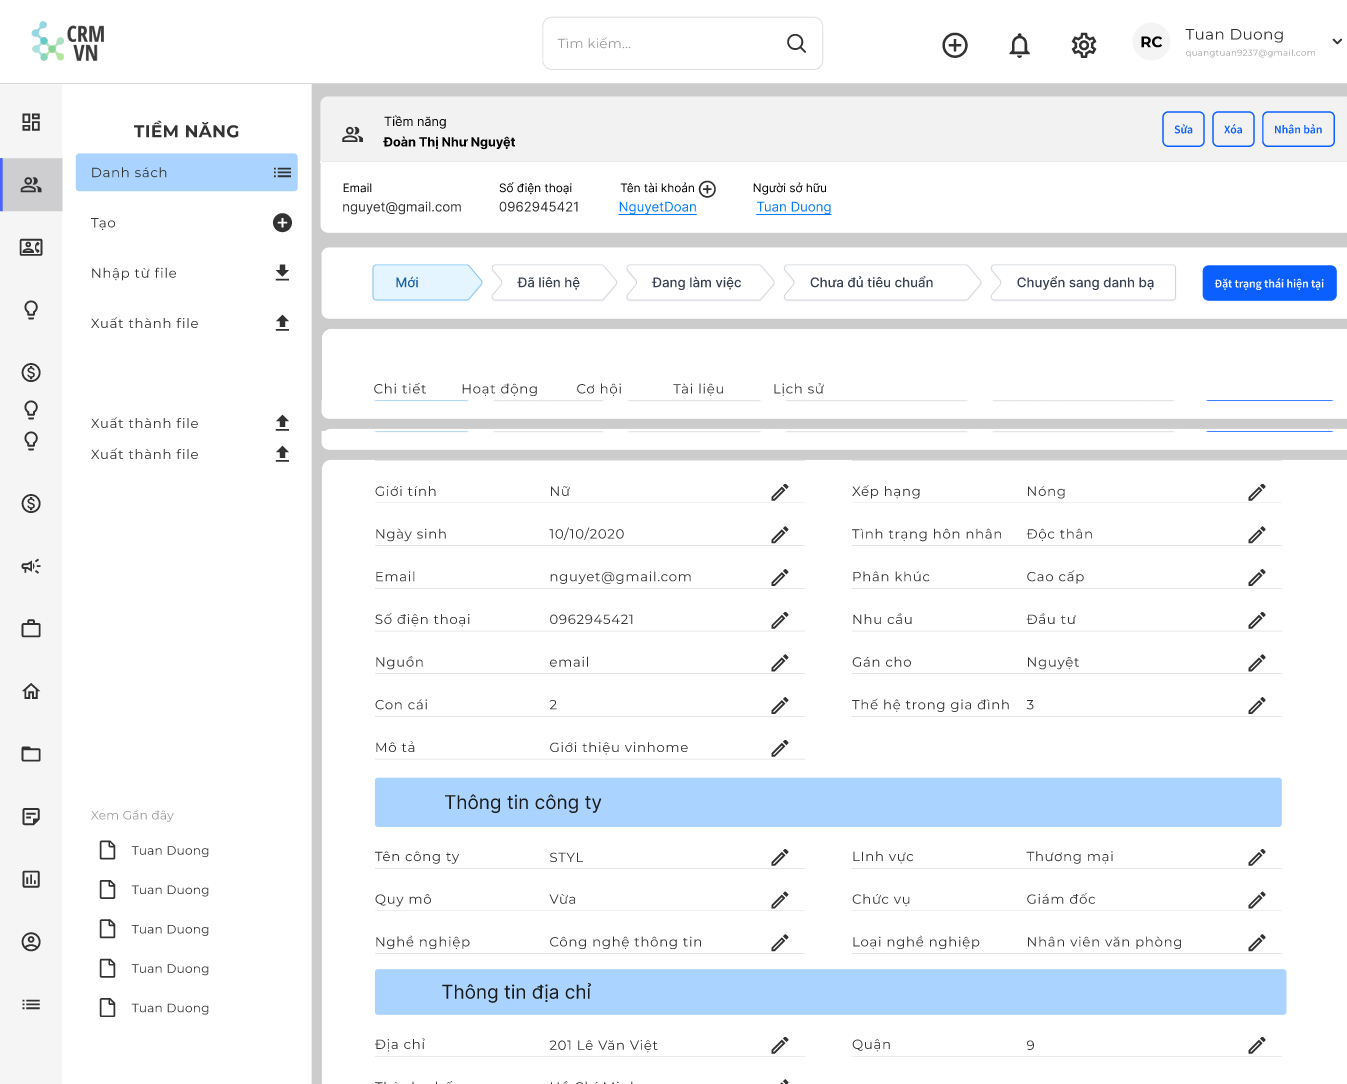 CRM
VN
Tìm kiếm...
RC
Tuan Duong
quangtuan9237@gmail.com
TIỀM NĂNG
Danh sách
Tạo
Nhập từ file
Xuất thành file
Xuất thành file
Xuất thành file
Xem Gần đây
Tuan Duong
Tuan Duong
Tuan Duong
Tuan Duong
Tuan Duong
Tiềm năng
Đoàn Thị Như Nguyệt
Sửa
Xóa
Nhân bản
Email
Số điện thoại
Tên tài khoản
Người sở hữu
nguyet@gmail.com
0962945421
NguyetDoan
Tuan Duong
Mới
Đã liên hệ
Đang làm việc
Chưa đủ tiêu chuẩn
Chuyển sang danh bạ
Đặt trạng thái hiện tại
Chi tiết
Hoạt động
Cơ hội
Tài liệu
Lịch sử
Giới tính Nữ Xếp hạng Nóng
Ngày sinh 10/10/2020 Tình trạng hôn nhân Độc thân
Email nguyet@gmail.com Phân khúc Cao cấp
Số điện thoại 0962945421 Nhu cầu Đầu tư
Nguồn email Gán cho Nguyệt
Con cái 2 Thế hệ trong gia đình 3
Mô tả Giới thiệu vinhome
Thông tin công ty
Tên công ty STYL LInh vực Thương mại
Quy mô Vừa Chức vụ Giám đốc
Nghề nghiệp Công nghệ thông tin Loại nghề nghiệp Nhân viên văn phòng
Thông tin địa chỉ
Địa chỉ 201 Lê Văn Việt Quận 9